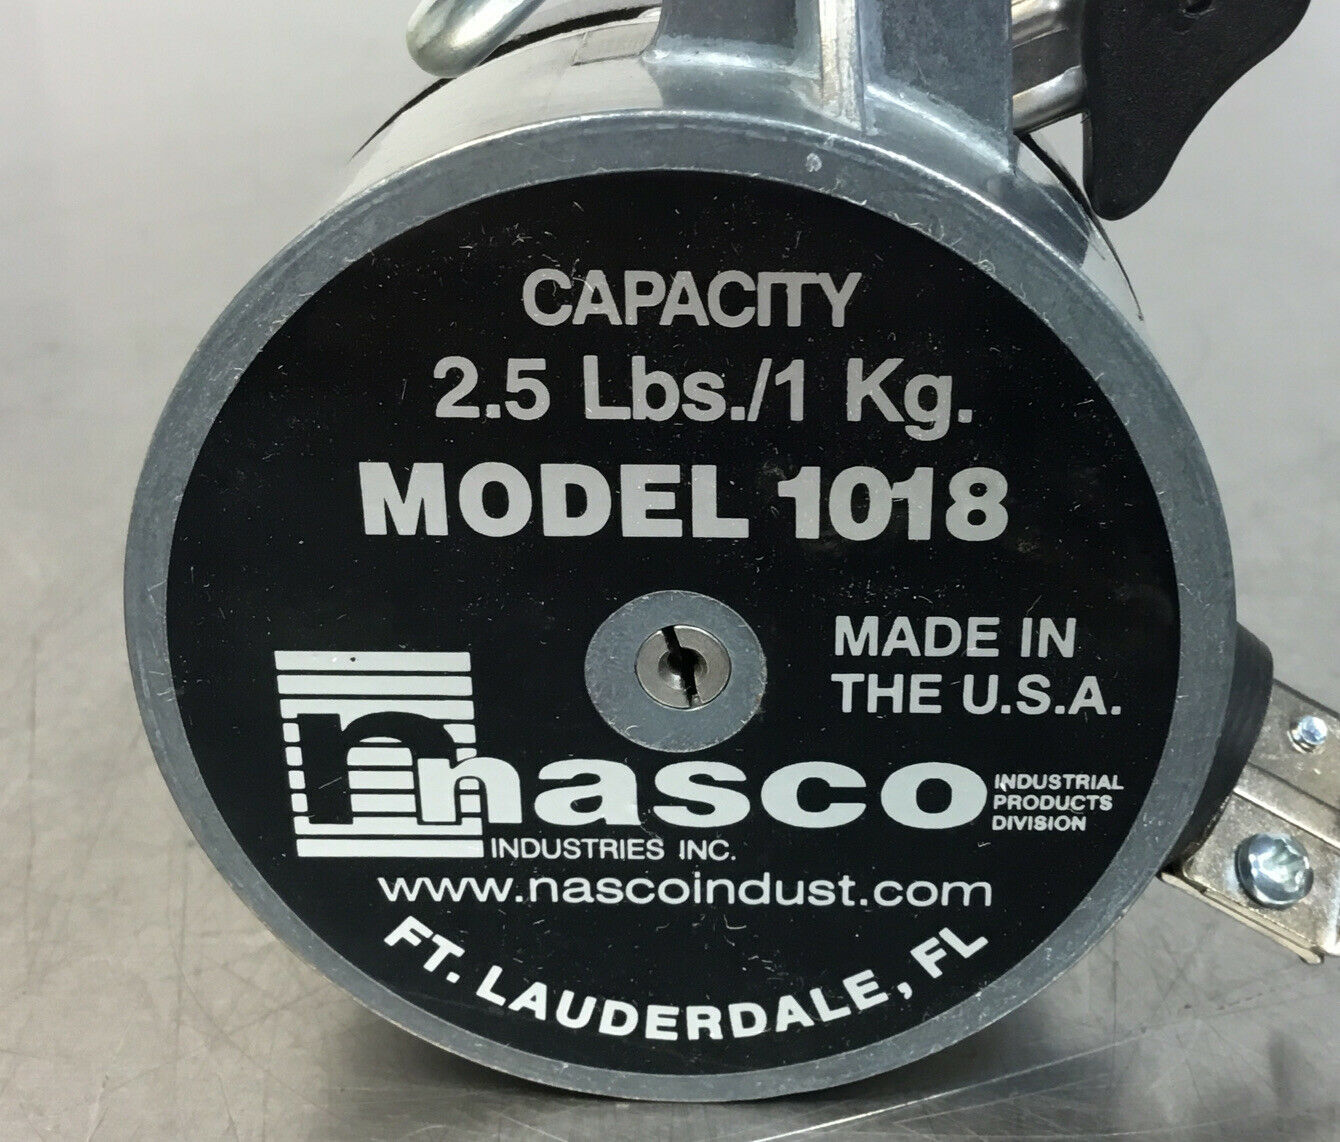 CAPACITY
2.5 Lbs./1 Kg.
MODEL 1018
MADE IN
THE U.S.A.
n nasco
INDUSTRIAL
PRODUCTS
DIVISION
INDUSTRIES INC.
www.nascoindust.com
FT. LAUDERDALE, FL